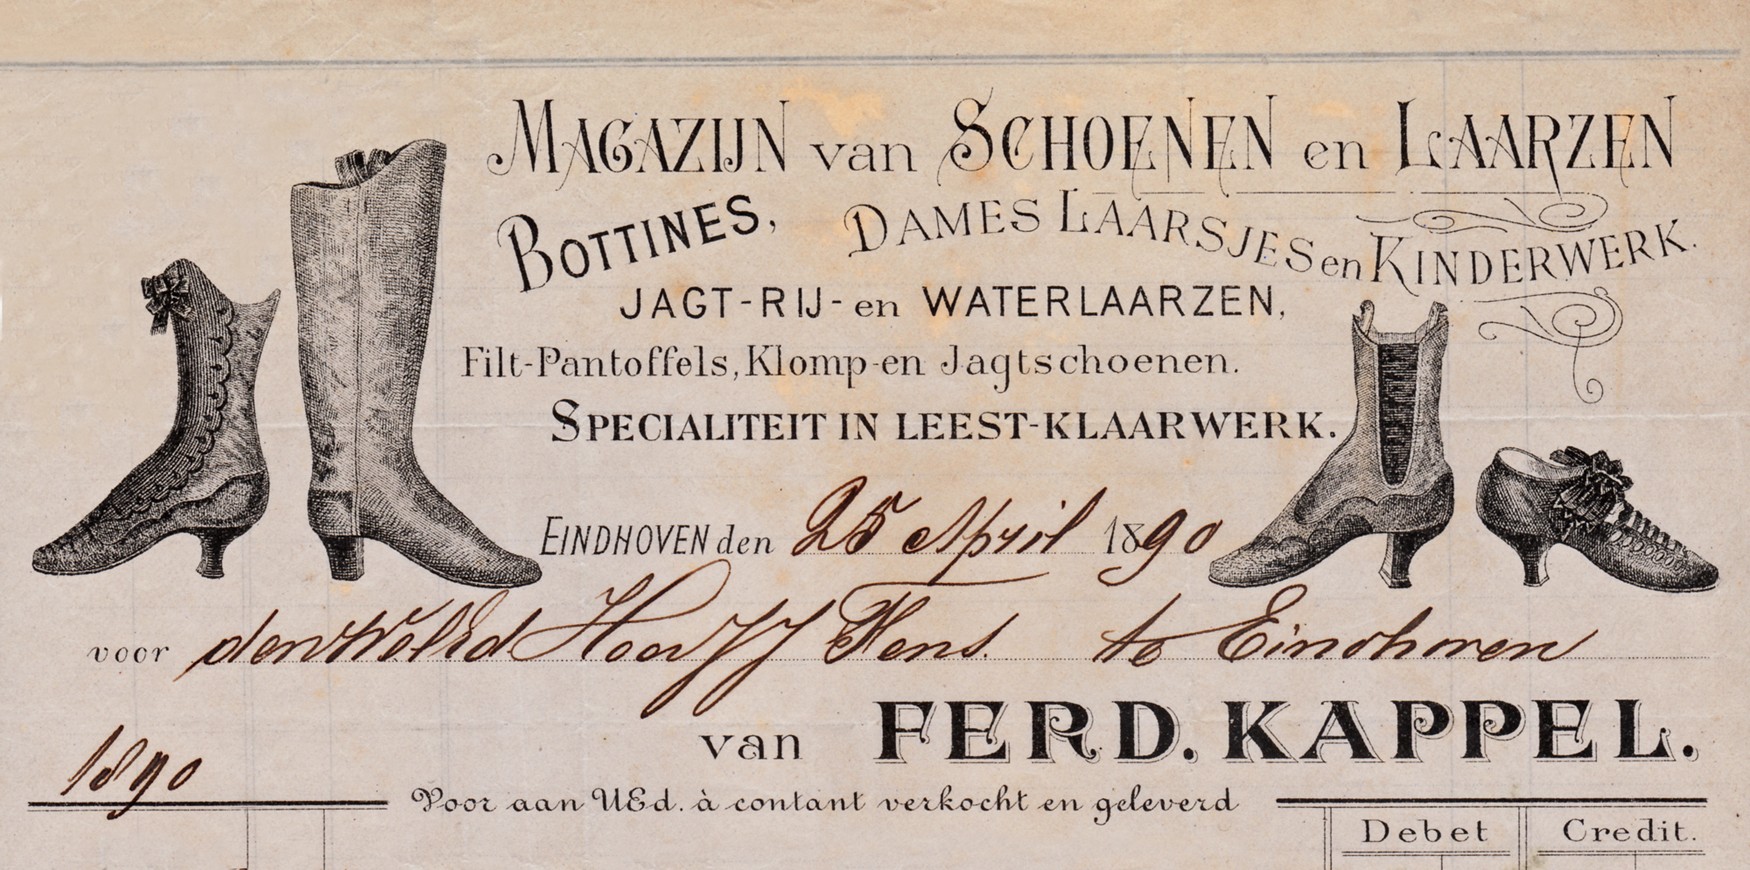 MAGAZIJN van SCHOENEN en LAARZEN
BOTTINES, DAMES LAARSJES en KINDERWERK.
JAGT-RIJ- en WATERLAARZEN,
Filt-Pantoffels, Klomp-en Jagtschoenen.
SPECIALITEIT IN LEEST-KLAARWERK.
EINDHOVEN den 25 April 1890
voor den WelEd Heer te Eindhoven
van FERD. KAPPEL.
1890
Voor aan UEd. à contant verkocht en geleverd
Debet Credit.